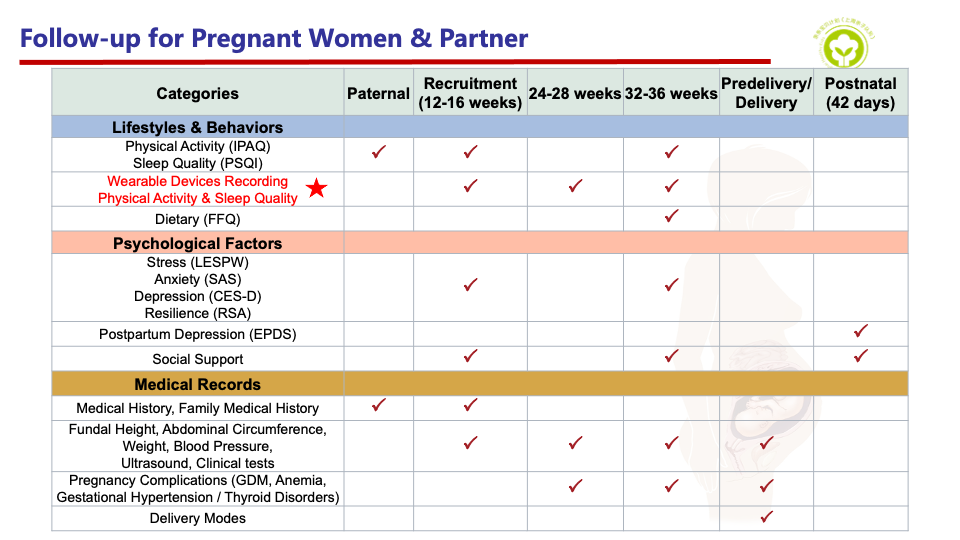 Follow-up for Pregnant Women & Partner
Categories
Paternal
Recruitment
(12-16 weeks)
24-28 weeks
32-36 weeks
Predelivery/
Delivery
Postnatal
(42 days)
Lifestyles & Behaviors
Physical Activity (IPAQ)
Sleep Quality (PSQI)
✓ ✓ ✓
Wearable Devices Recording
Physical Activity & Sleep Quality
★ ✓ ✓ ✓
Dietary (FFQ)
✓
Psychological Factors
Stress (LESPW)
Anxiety (SAS)
Depression (CES-D)
Resilience (RSA)
✓ ✓
Postpartum Depression (EPDS)
✓
Social Support
✓ ✓ ✓
Medical Records
Medical History, Family Medical History
✓ ✓
Fundal Height, Abdominal Circumference,
Weight, Blood Pressure,
Ultrasound, Clinical tests
✓ ✓ ✓ ✓
Pregnancy Complications (GDM, Anemia,
Gestational Hypertension / Thyroid Disorders)
✓ ✓ ✓
Delivery Modes
✓